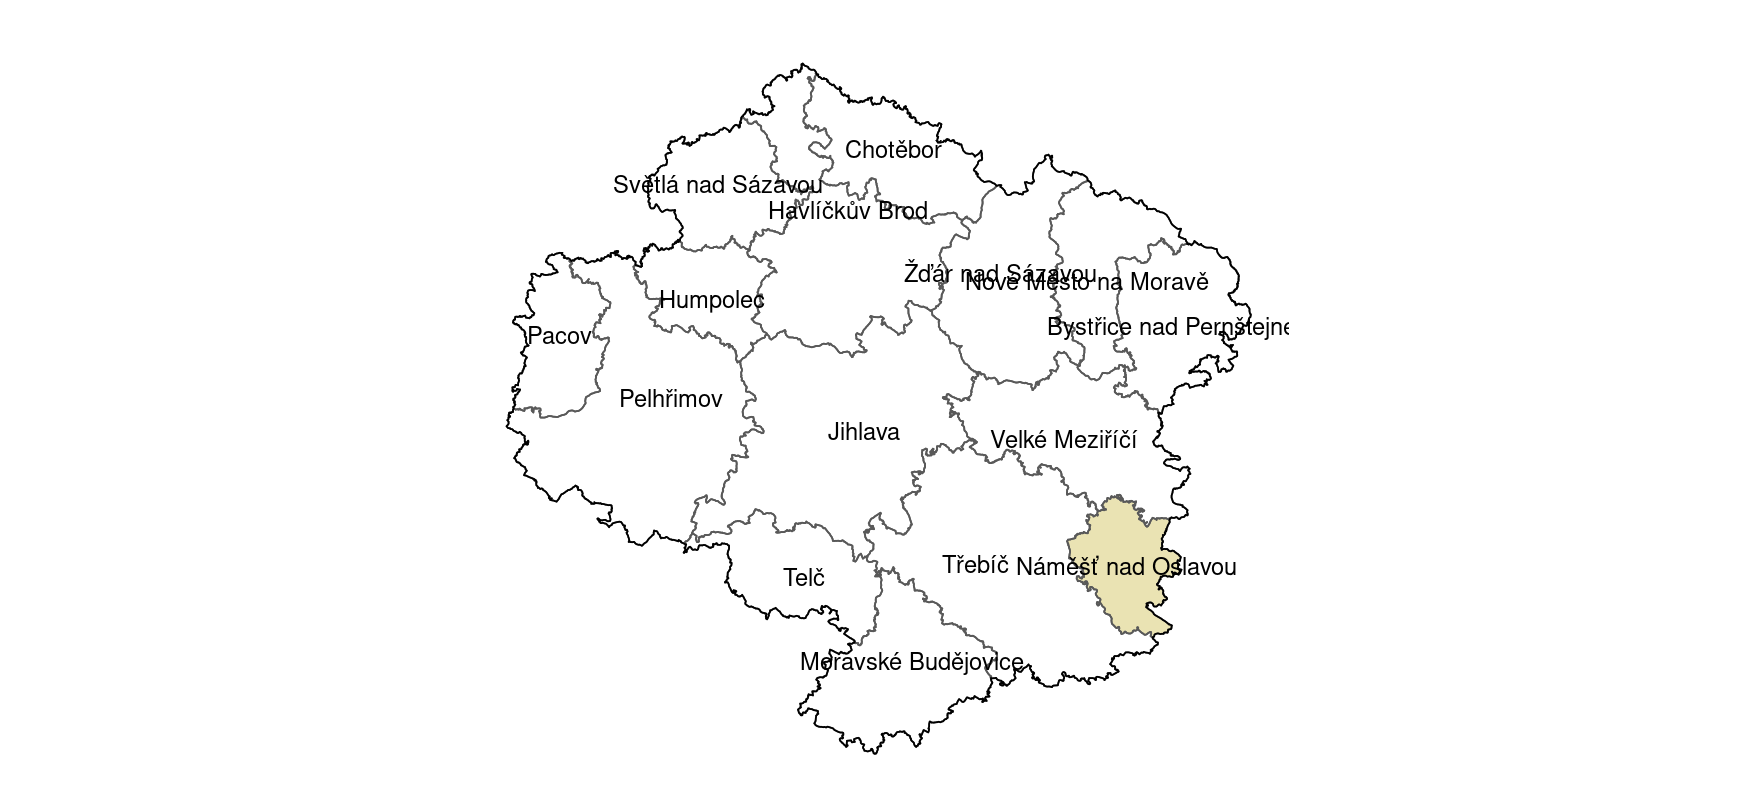 Chotěboř
Světlá nad Sázavou
Havlíčkův Brod
Žďár nad Sázavou
Nové Město na Moravě
Humpolec
Bystřice nad Pernštejne
Pacov
Pelhřimov
Jihlava
Velké Meziříčí
Třebíč
Náměšť nad Oslavou
Telč
Moravské Budějovice